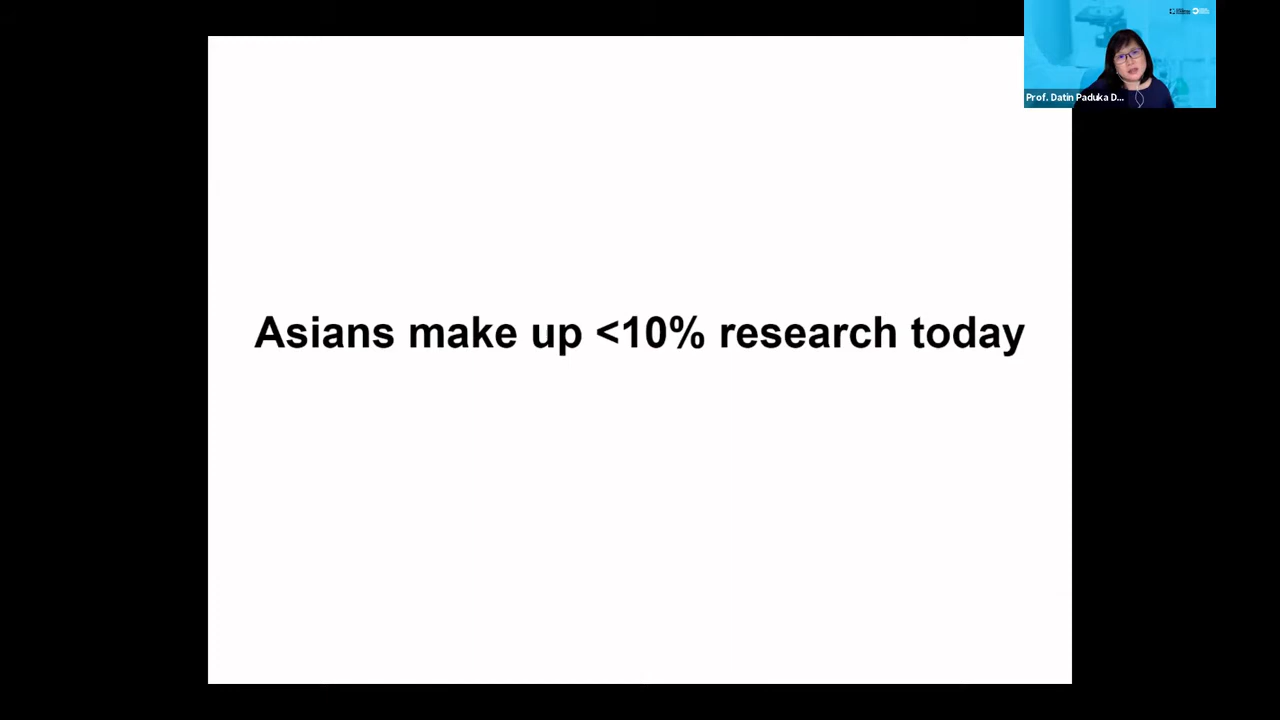 Prof. Datin Paduka D...
Asians make up <10% research today